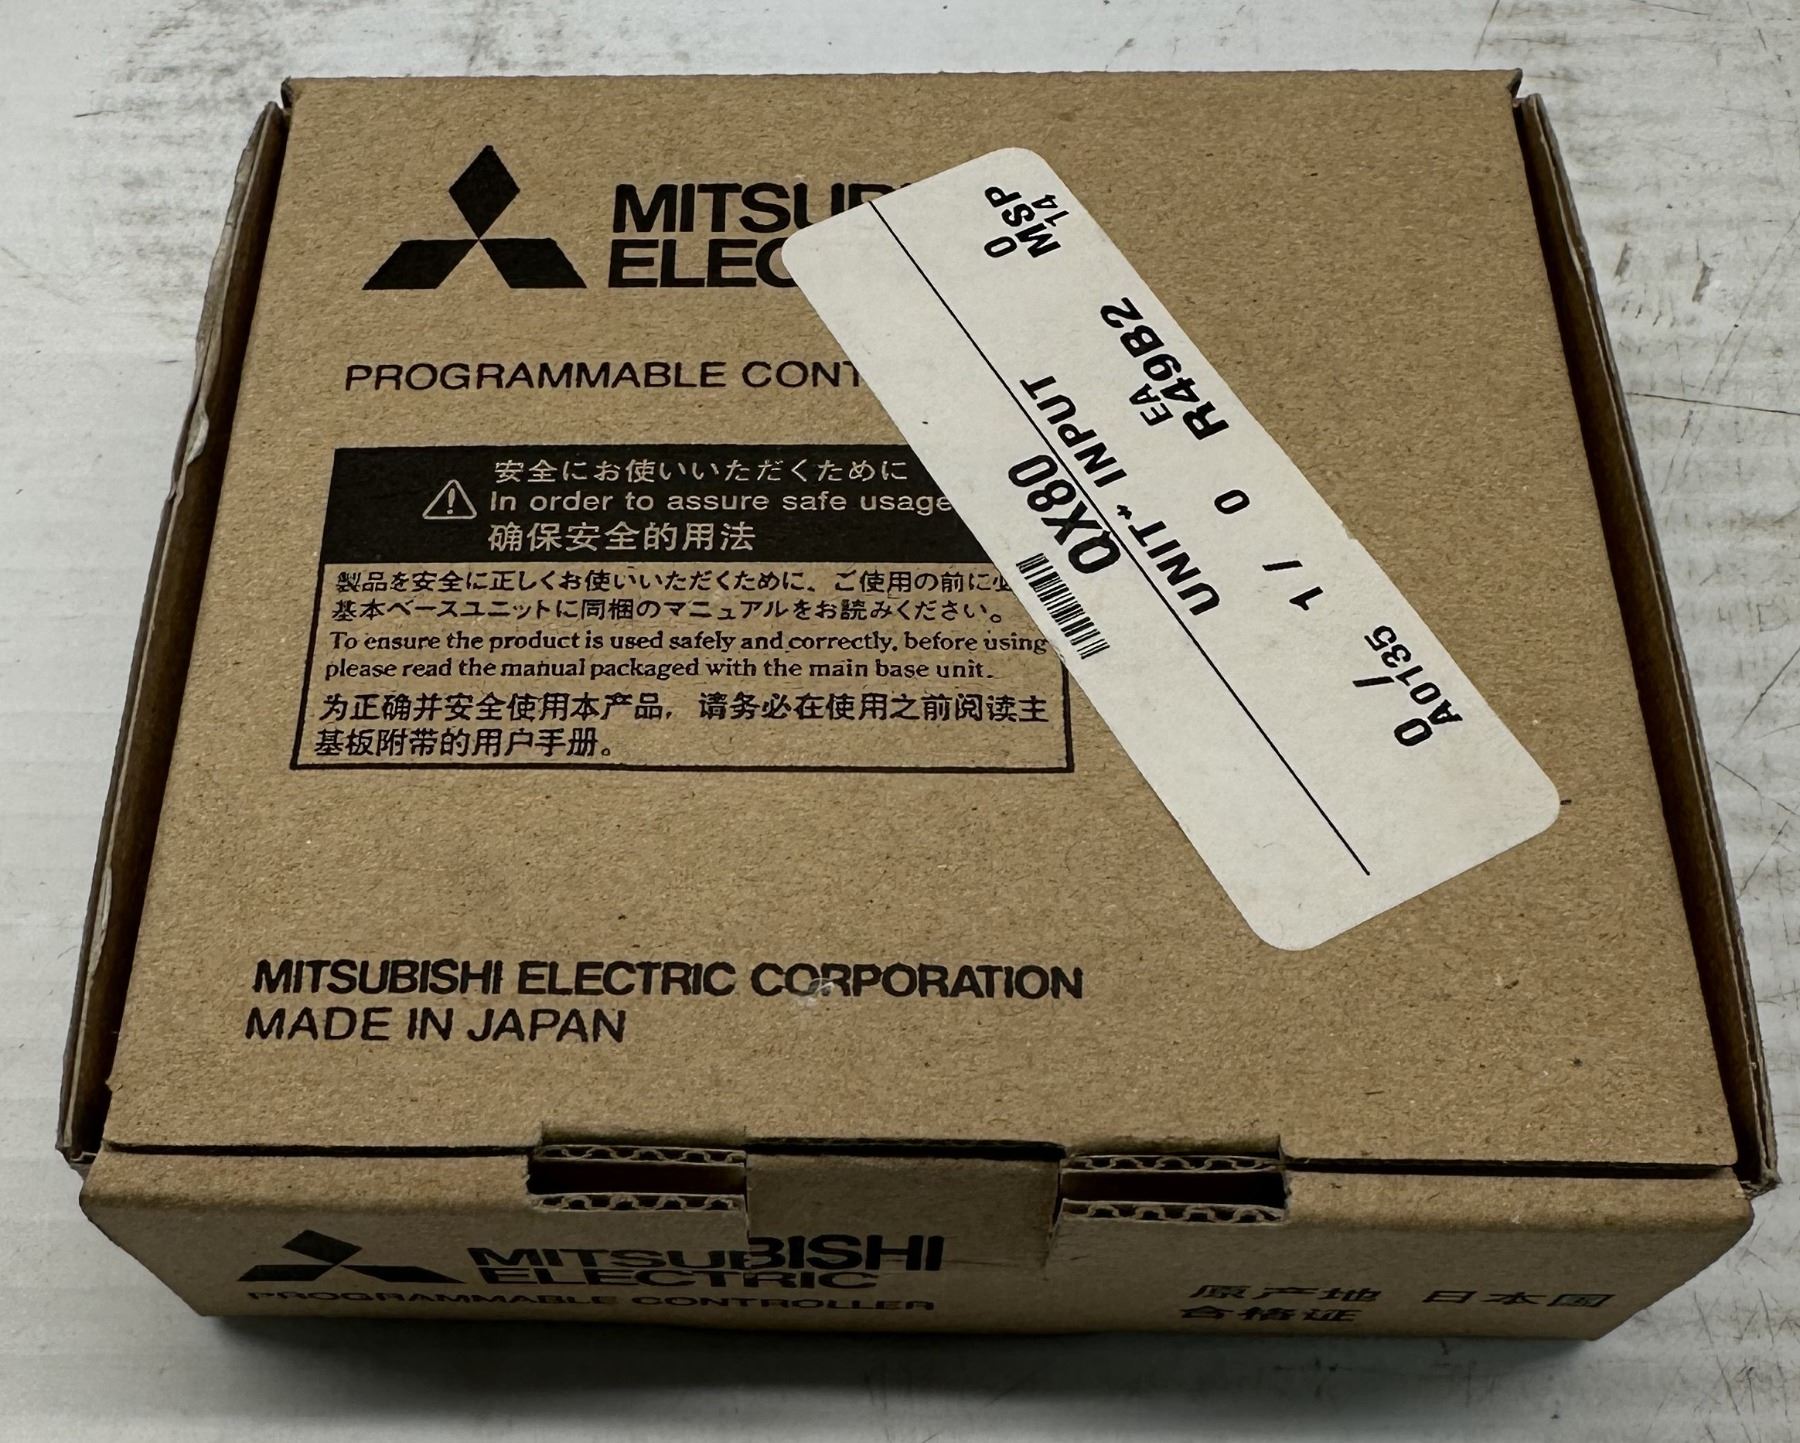 MITSU
ELEC
PROGRAMMABLE CONT
安全にお使いいただくために
In order to assure safe usage
确保安全的用法
製品を安全に正しくお使いいただくために、ご使用の前に
基本ベースユニットに同梱のマニュアルをお読みください。
To ensure the product is used safely and correctly, before using
please read the manual packaged with the main base unit.
为正确并安全使用本产品，请务必在使用之前阅读主
基板附带的用户手册。
QX80
UNIT* INPUT
0 MSP
14
EA
R49B2
1 / 0
0 /
A0135
MITSUBISHI ELECTRIC CORPORATION
MADE IN JAPAN
MITSUBISHI
ELECTRIC
PROGRAMMABLE CONTROLLER
原产地 日本国
合格证